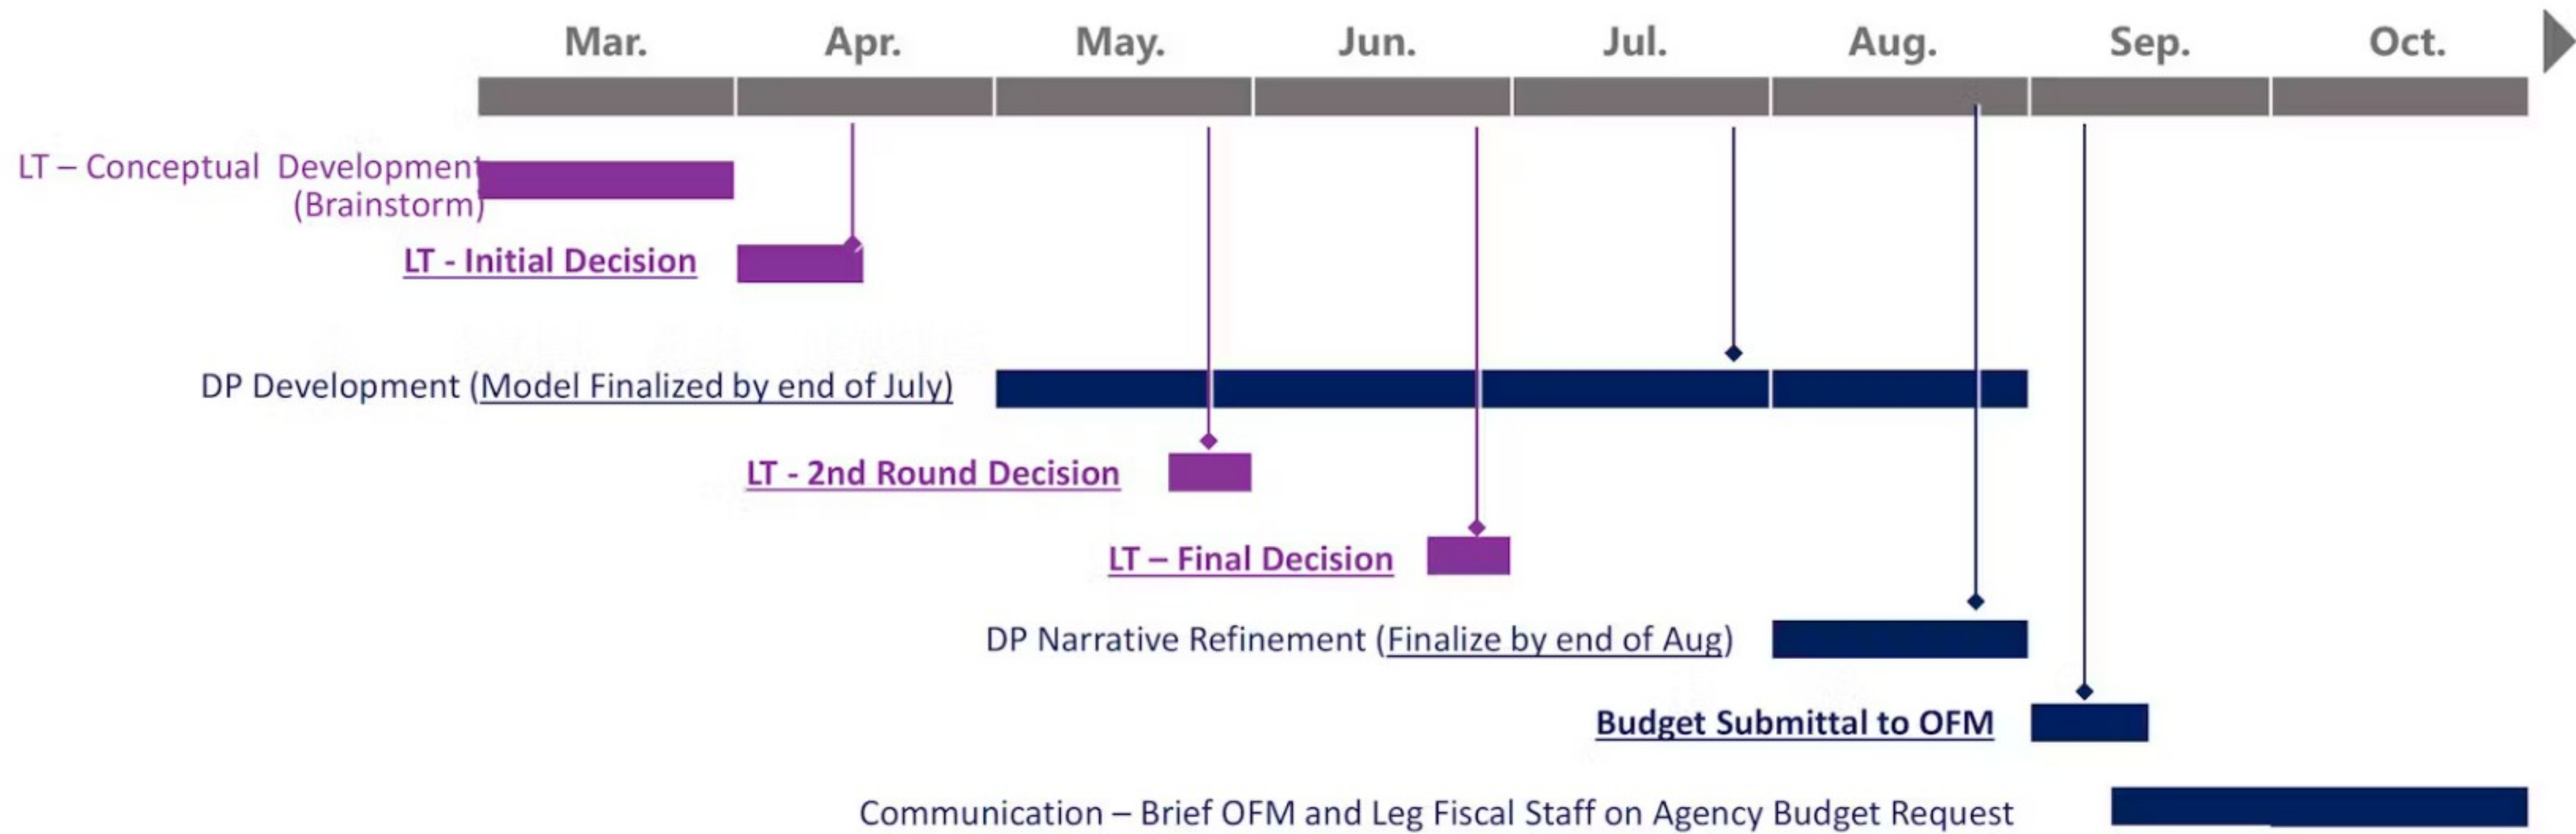 Mar. Apr. May. Jun. Jul. Aug. Sep. Oct.
LT – Conceptual Development
(Brainstorm)
LT - Initial Decision
DP Development (Model Finalized by end of July)
LT - 2nd Round Decision
LT – Final Decision
DP Narrative Refinement (Finalize by end of Aug)
Budget Submittal to OFM
Communication – Brief OFM and Leg Fiscal Staff on Agency Budget Request